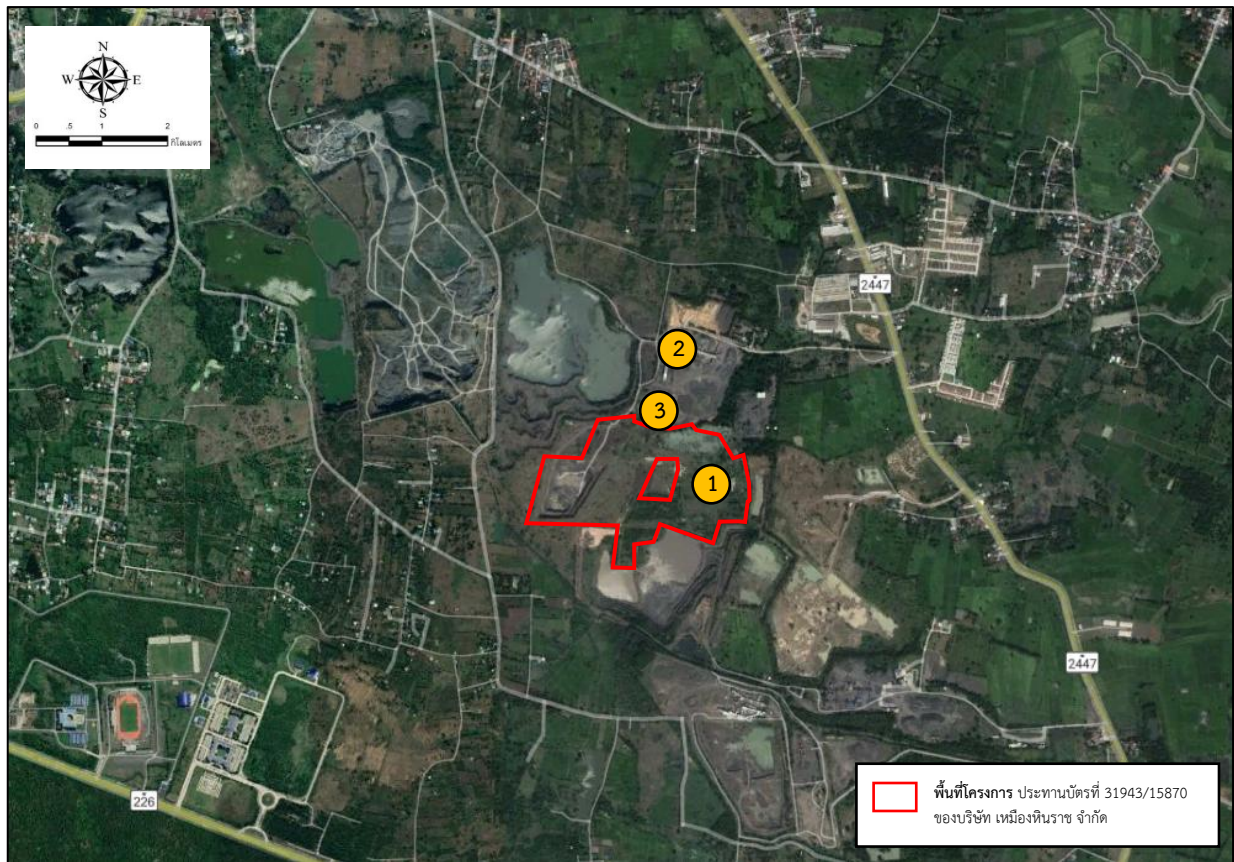 N
W E
S
0 .5 1 2
กิโลเมตร
2447
2
3
1
2447
226
พื้นที่โครงการ ประทานบัตรที่ 31943/15870
ของบริษัท เหมืองหินราช จำกัด